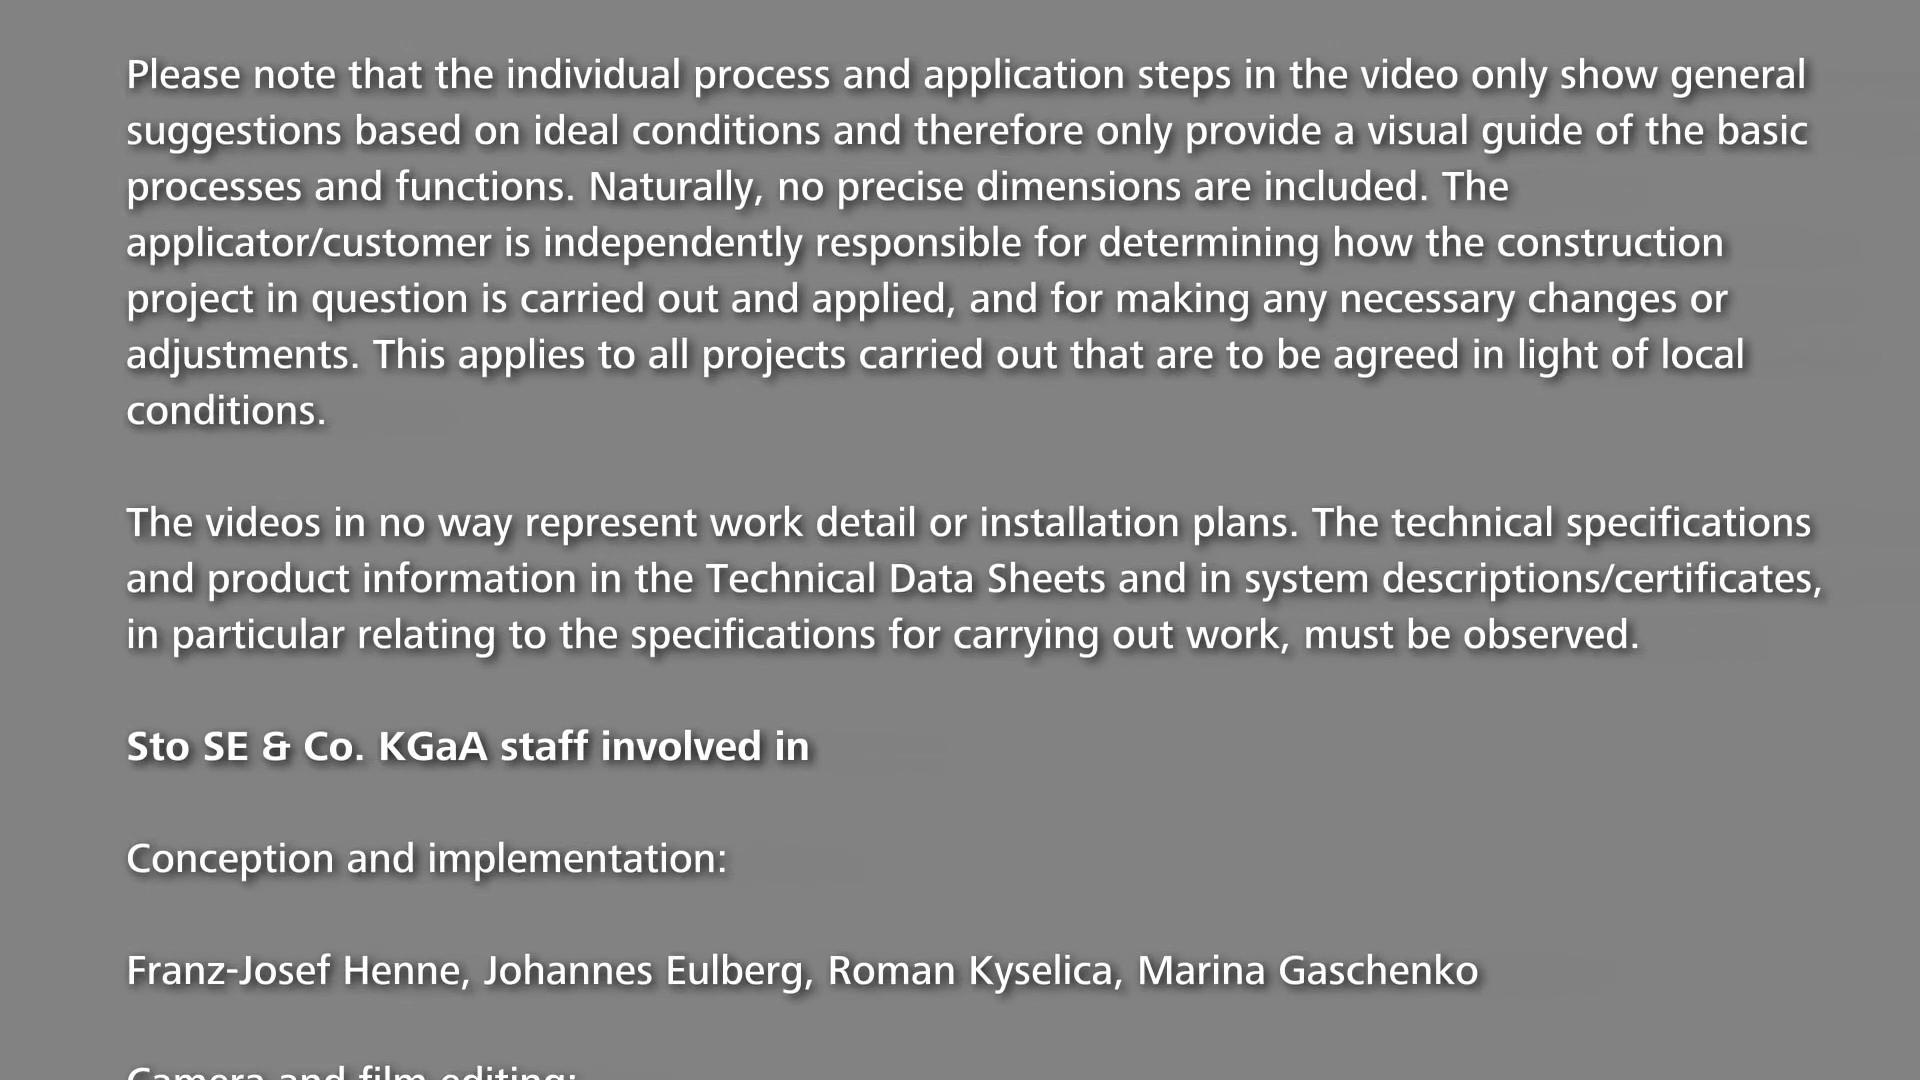 Please note that the individual process and application steps in the video only show general
suggestions based on ideal conditions and therefore only provide a visual guide of the basic
processes and functions. Naturally, no precise dimensions are included. The
applicator/customer is independently responsible for determining how the construction
project in question is carried out and applied, and for making any necessary changes or
adjustments. This applies to all projects carried out that are to be agreed in light of local
conditions.
The videos in no way represent work detail or installation plans. The technical specifications
and product information in the Technical Data Sheets and in system descriptions/certificates,
in particular relating to the specifications for carrying out work, must be observed.
Sto SE & Co. KGaA staff involved in
Conception and implementation:
Franz-Josef Henne, Johannes Eulberg, Roman Kyselica, Marina Gaschenko
Camera and film editing: